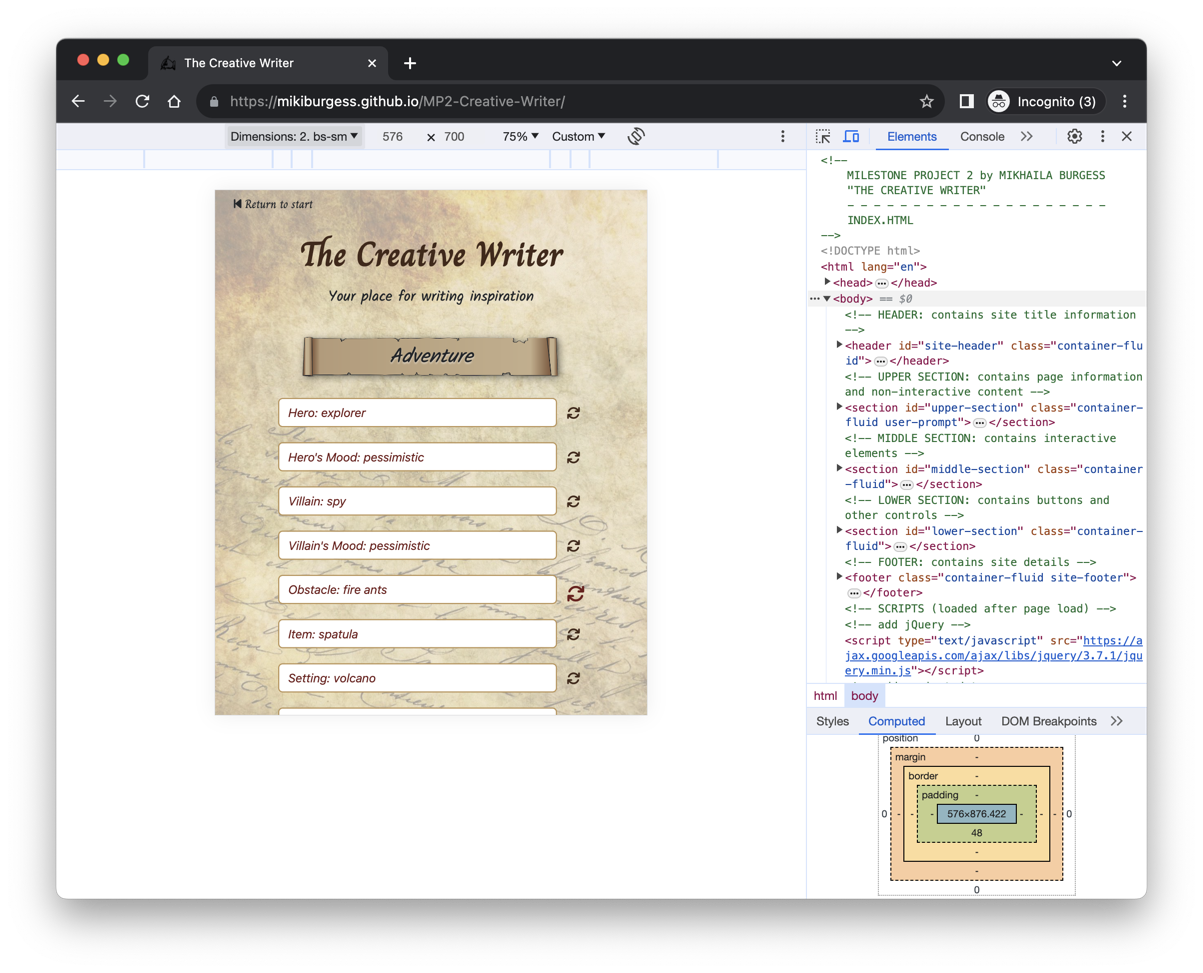 The Creative Writer
https://mikiburgess.github.io/MP2-Creative-Writer/
Incognito (3)
Dimensions: 2. bs-sm ▼ 576 × 700 75% ▼ Custom ▼
Return to start
The Creative Writer
Your place for writing inspiration
Adventure
Hero: explorer
Hero's Mood: pessimistic
Villain: spy
Villain's Mood: pessimistic
Obstacle: fire ants
Item: spatula
Setting: volcano
Elements Console
<!--
MILESTONE PROJECT 2 by MIKHAILA BURGESS
"THE CREATIVE WRITER"
- - - - - - - - - - - - - - - - - - - -
INDEX.HTML
-->
<!DOCTYPE html>
<html lang="en">
<head> ... </head>
... <body> == $0
<!-- HEADER: contains site title information
-->
<header id="site-header" class="container-flu
id"> ... </header>
<!-- UPPER SECTION: contains page information
and non-interactive content -->
<section id="upper-section" class="container-
fluid user-prompt"> ... </section>
<!-- MIDDLE SECTION: contains interactive
elements -->
<section id="middle-section" class="container
-fluid"> ... </section>
<!-- LOWER SECTION: contains buttons and
other controls -->
<section id="lower-section" class="container-
fluid"> ... </section>
<!-- FOOTER: contains site details -->
<footer class="container-fluid site-footer">
... </footer>
<!-- SCRIPTS (loaded after page load) -->
<!-- add jQuery -->
<script type="text/javascript" src="https://a
jax.googleapis.com/ajax/libs/jquery/3.7.1/jqu
ery.min.js"></script>
html body
Styles Computed Layout DOM Breakpoints
position 0
margin -
border -
padding -
0 - - - 576×876.422 - - - 0
48
-
-
0